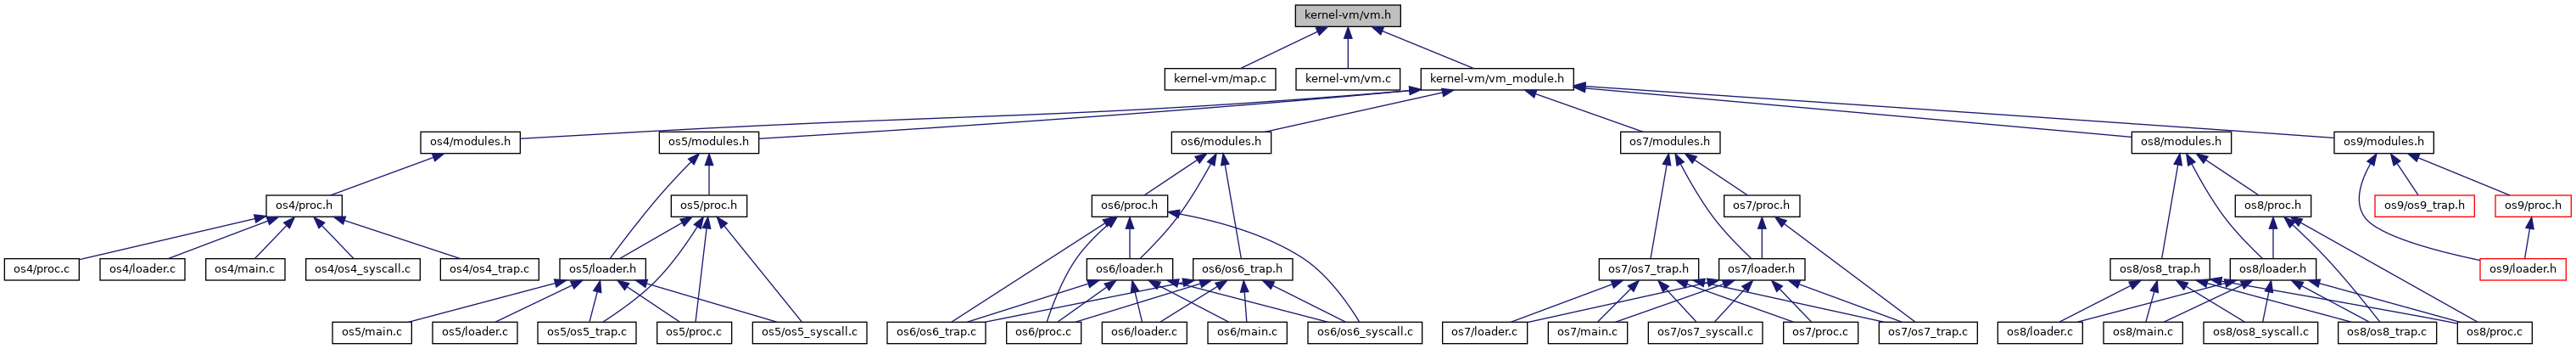 kernel-vm/vm.h
kernel-vm/map.c
kernel-vm/vm.c
kernel-vm/vm_module.h
os4/modules.h
os5/modules.h
os6/modules.h
os7/modules.h
os8/modules.h
os9/modules.h
os4/proc.h
os5/proc.h
os6/proc.h
os7/proc.h
os8/proc.h
os9/os9_trap.h
os9/proc.h
os4/proc.c
os4/loader.c
os4/main.c
os4/os4_syscall.c
os4/os4_trap.c
os5/loader.h
os6/loader.h
os6/os6_trap.h
os7/os7_trap.h
os7/loader.h
os8/os8_trap.h
os8/loader.h
os9/loader.h
os5/main.c
os5/loader.c
os5/os5_trap.c
os5/proc.c
os5/os5_syscall.c
os6/os6_trap.c
os6/proc.c
os6/loader.c
os6/main.c
os6/os6_syscall.c
os7/loader.c
os7/main.c
os7/os7_syscall.c
os7/proc.c
os7/os7_trap.c
os8/loader.c
os8/main.c
os8/os8_syscall.c
os8/os8_trap.c
os8/proc.c